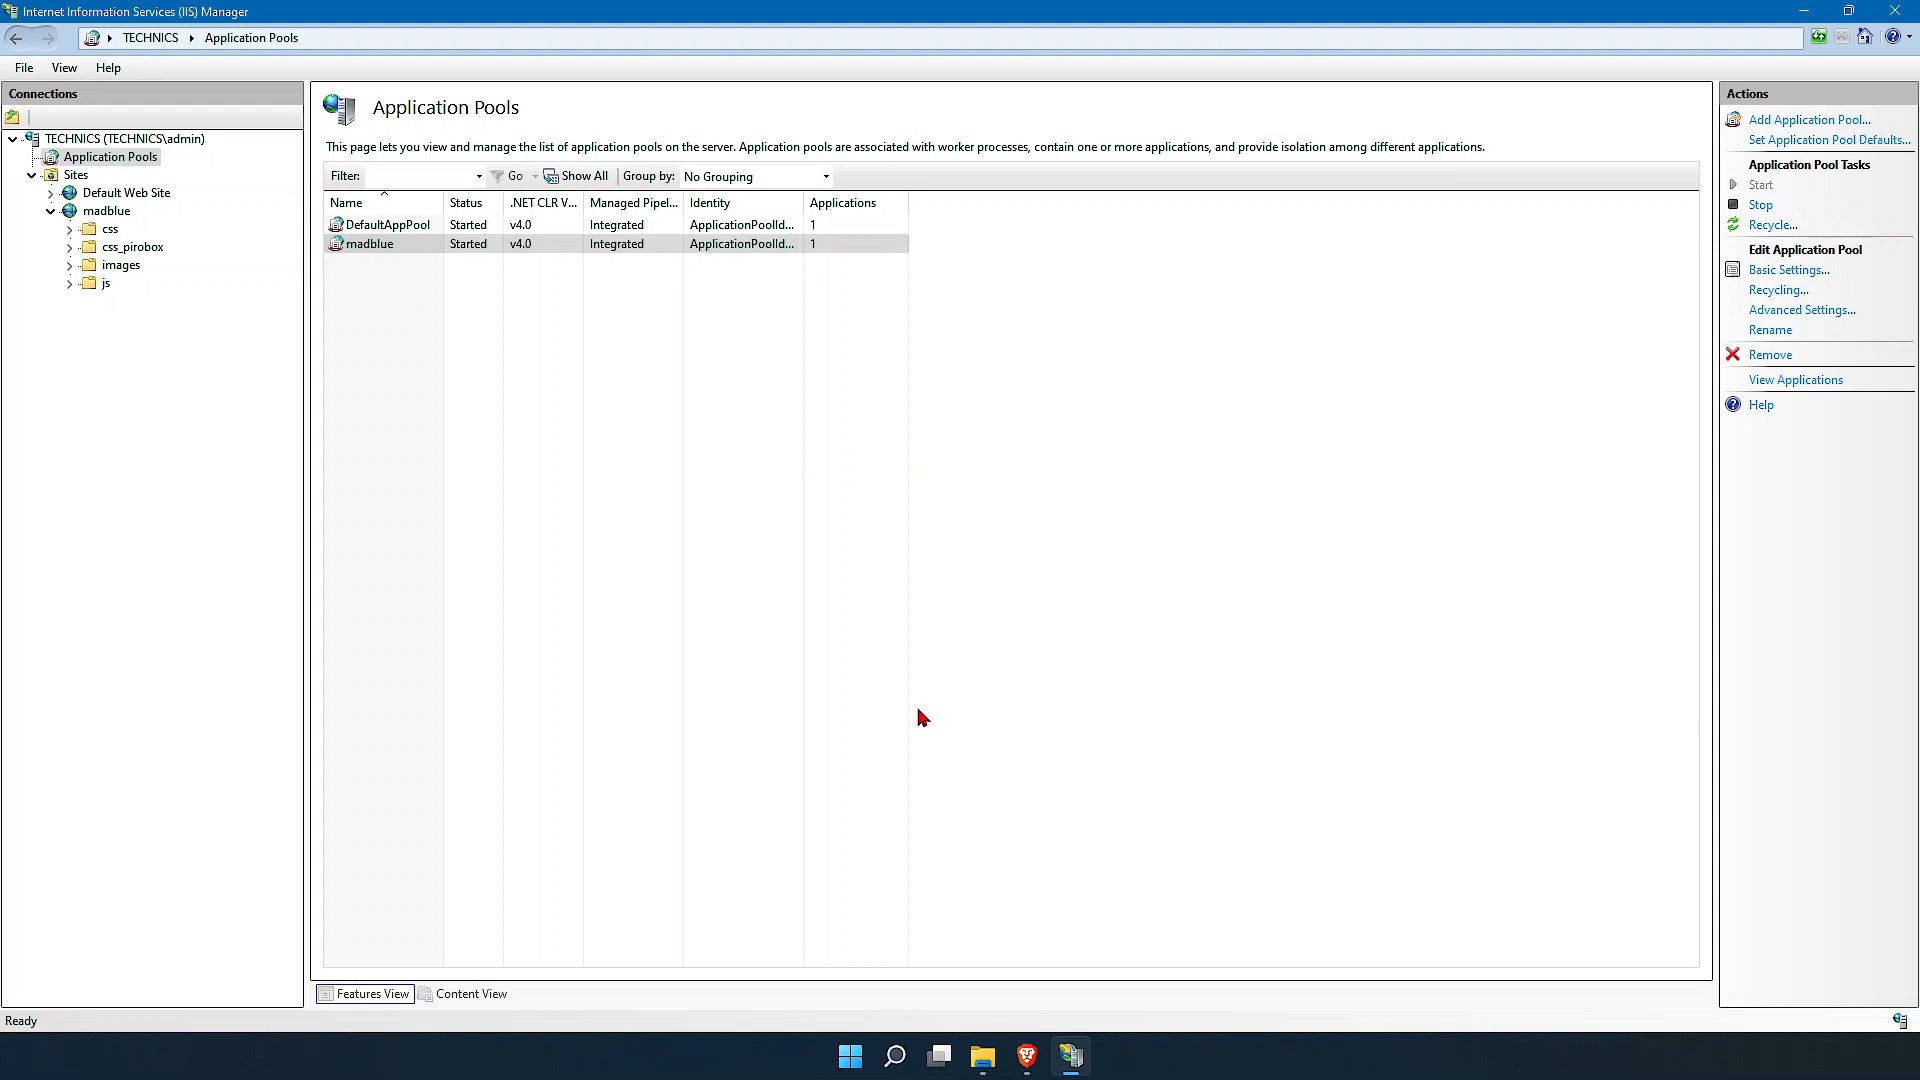 Internet Information Services (IIS) Manager
TECHNICS Application Pools
File View Help
Connections
TECHNICS (TECHNICS\admin)
Application Pools
Sites
Default Web Site
madblue
css
css_pirobox
images
js
Application Pools
This page lets you view and manage the list of application pools on the server. Application pools are associated with worker processes, contain one or more applications, and provide isolation among different applications.
Filter: Go Show All Group by: No Grouping
Name Status .NET CLR V... Managed Pipel... Identity Applications
DefaultAppPool Started v4.0 Integrated ApplicationPoolId... 1
madblue Started v4.0 Integrated ApplicationPoolId... 1
Features View Content View
Actions
Add Application Pool...
Set Application Pool Defaults...
Application Pool Tasks
Start
Stop
Recycle...
Edit Application Pool
Basic Settings...
Recycling...
Advanced Settings...
Rename
Remove
View Applications
Help
Ready